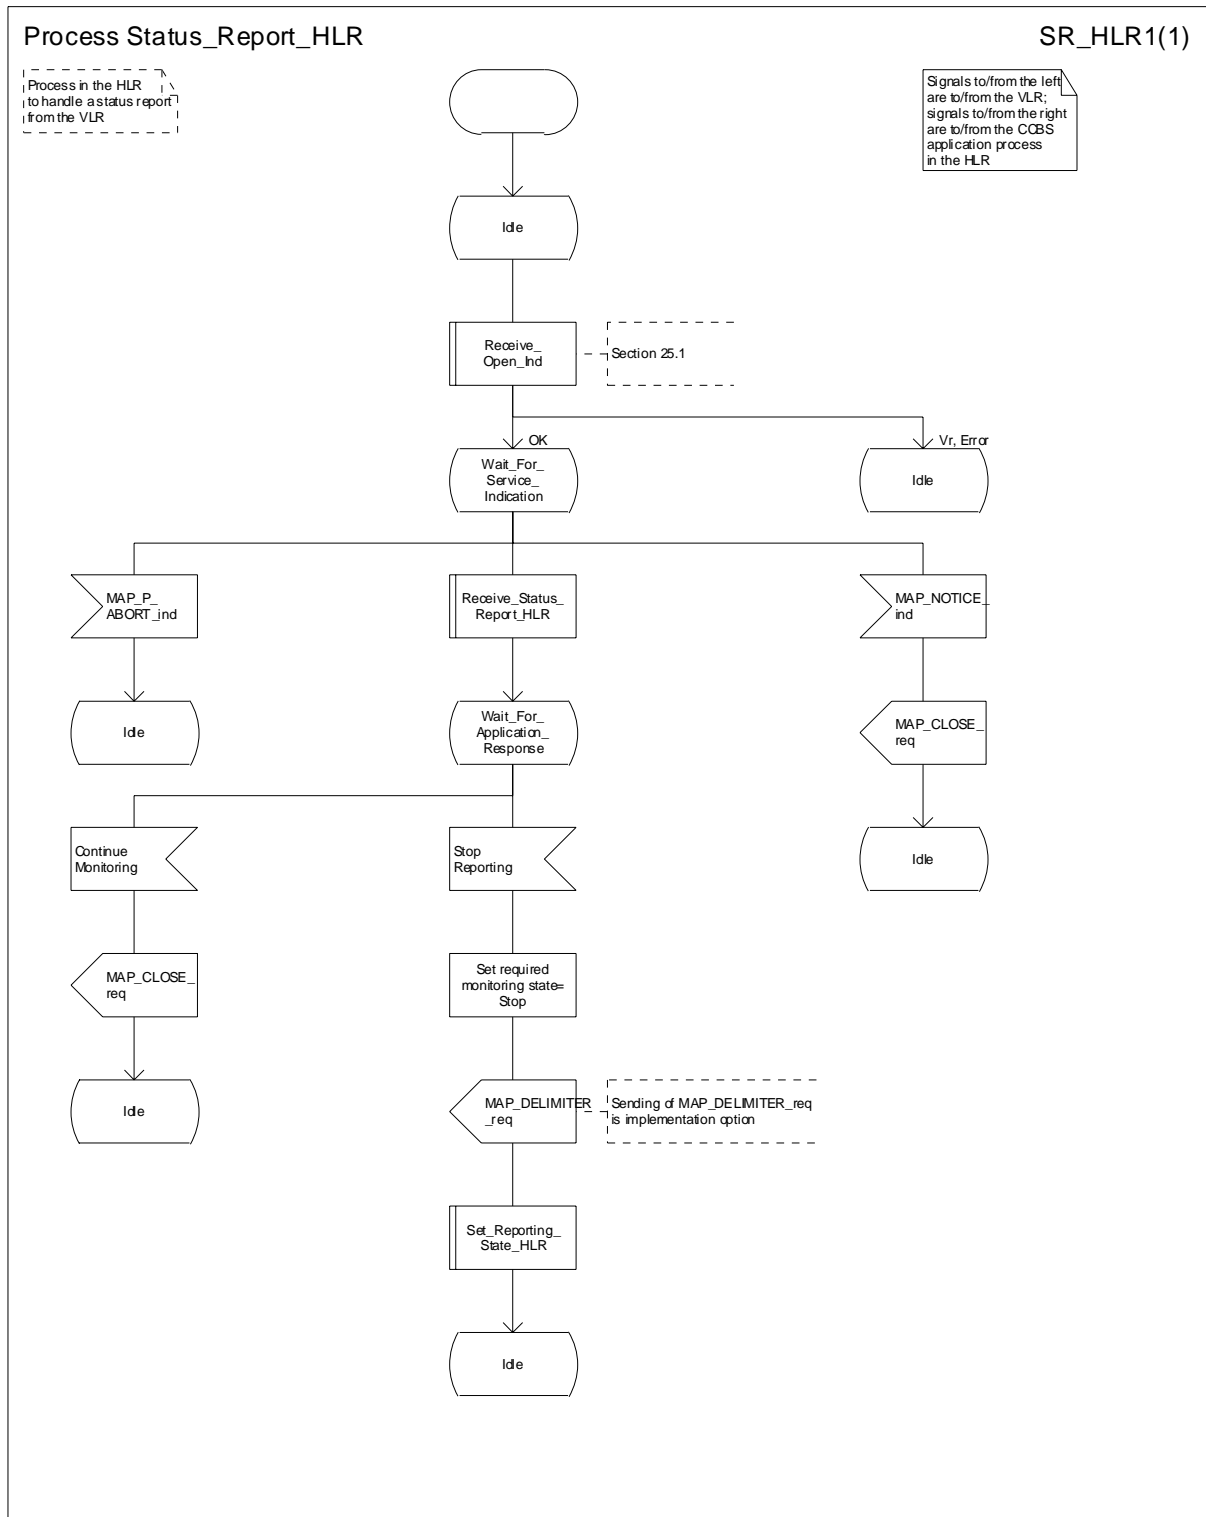 Process Status_Report_HLR
SR_HLR1(1)
Process in the HLR
to handle a status report
from the VLR
Signals to/from the left
are to/from the VLR;
signals to/from the right
are to/from the CCBS
application process
in the HLR
Idle
Receive_
Open_Ind
Section 25.1
OK
Vr, Error
Wait_For_
Service_
Indication
Idle
MAP_P_
ABORT_ind
Receive_Status_
Report_HLR
MAP_NOTICE_
ind
Idle
Wait_For_
Application_
Response
MAP_CLOSE_
req
Continue
Monitoring
Stop
Reporting
Idle
MAP_CLOSE_
req
Set required
monitoring state=
Stop
Idle
MAP_DELIMITER
_req
Sending of MAP_DELIMITER_req
is implementation option
Set_Reporting_
State_HLR
Idle